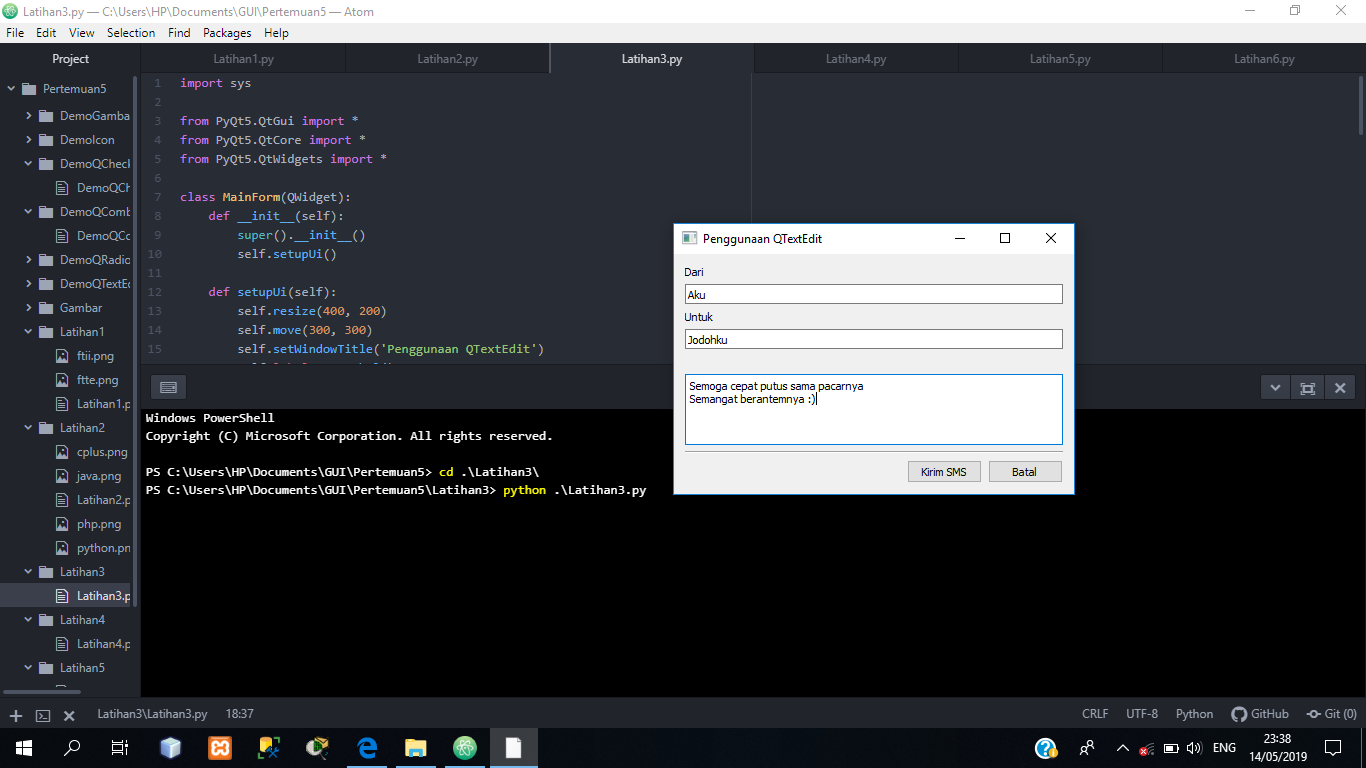 Latihan3.py — C:\Users\HP\Documents\GUI\Pertemuan5 — Atom
File Edit View Selection Find Packages Help
Project
Latihan1.py
Latihan2.py
Latihan3.py
Latihan4.py
Latihan5.py
Latihan6.py
Pertemuan5
DemoGamba
DemoIcon
DemoQChecl
DemoQCh
DemoQComb
DemoQCo
DemoQRadio
DemoQTextEd
Gambar
Latihan1
ftii.png
ftte.png
Latihan1.p
Latihan2
cplus.png
java.png
Latihan2.p
php.png
python.pn
Latihan3
Latihan3.p
Latihan4
Latihan4.p
Latihan5
1 import sys
2
3 from PyQt5.QtGui import *
4 from PyQt5.QtCore import *
5 from PyQt5.QtWidgets import *
6
7 class MainForm(QWidget):
8 def __init__(self):
9 super().__init__()
10 self.setupUi()
11
12 def setupUi(self):
13 self.resize(400, 200)
14 self.move(300, 300)
15 self.setWindowTitle('Penggunaan QTextEdit')
Penggunaan QTextEdit
Dari
Aku
Untuk
Jodohku
Semoga cepat putus sama pacarnya
Semangat berantemnya :)
Kirim SMS
Batal
Windows PowerShell
Copyright (C) Microsoft Corporation. All rights reserved.
PS C:\Users\HP\Documents\GUI\Pertemuan5> cd .\Latihan3\
PS C:\Users\HP\Documents\GUI\Pertemuan5\Latihan3> python .\Latihan3.py
Latihan3\Latihan3.py 18:37
CRLF UTF-8 Python GitHub Git (0)
ENG
23:38
14/05/2019